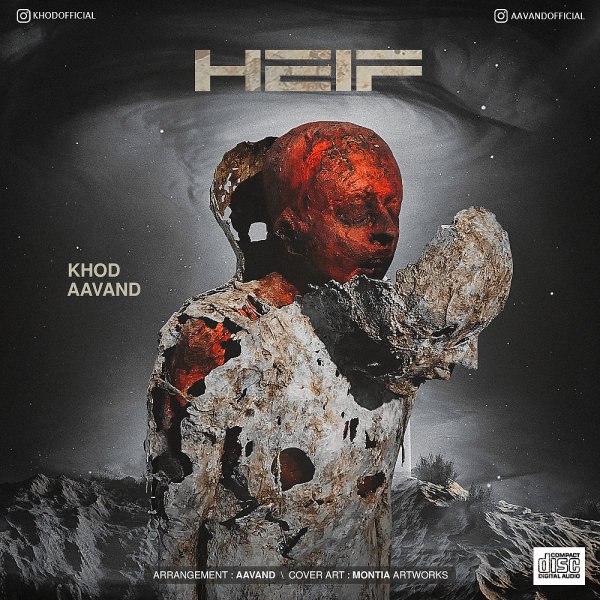 KHODOFFICIAL
AAVANDOFFICIAL
HEIF
KHOD
AAVAND
ARRANGEMENT : AAVAND \ COVER ART : MONTIA ARTWORKS
COMPACT
disc
DIGITAL AUDIO